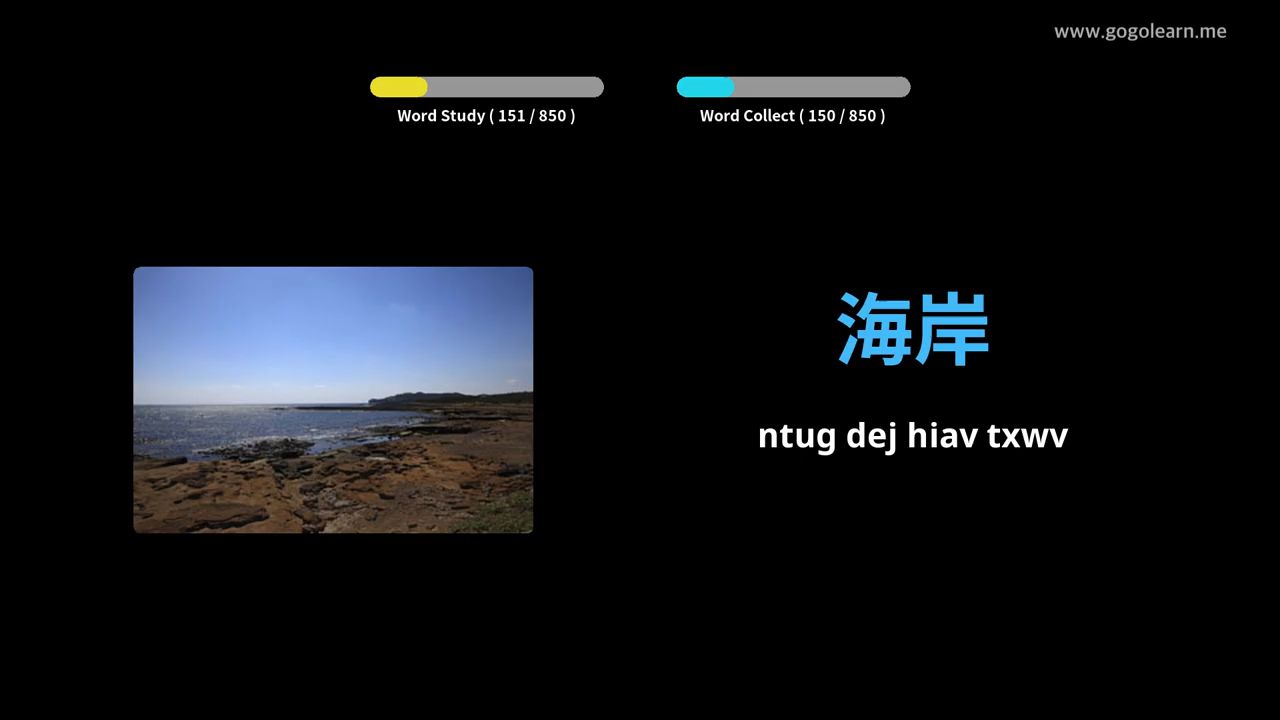 www.gogolearn.me
Word Study ( 151 / 850 )
Word Collect ( 150 / 850 )
海岸
ntug dej hiav txwv